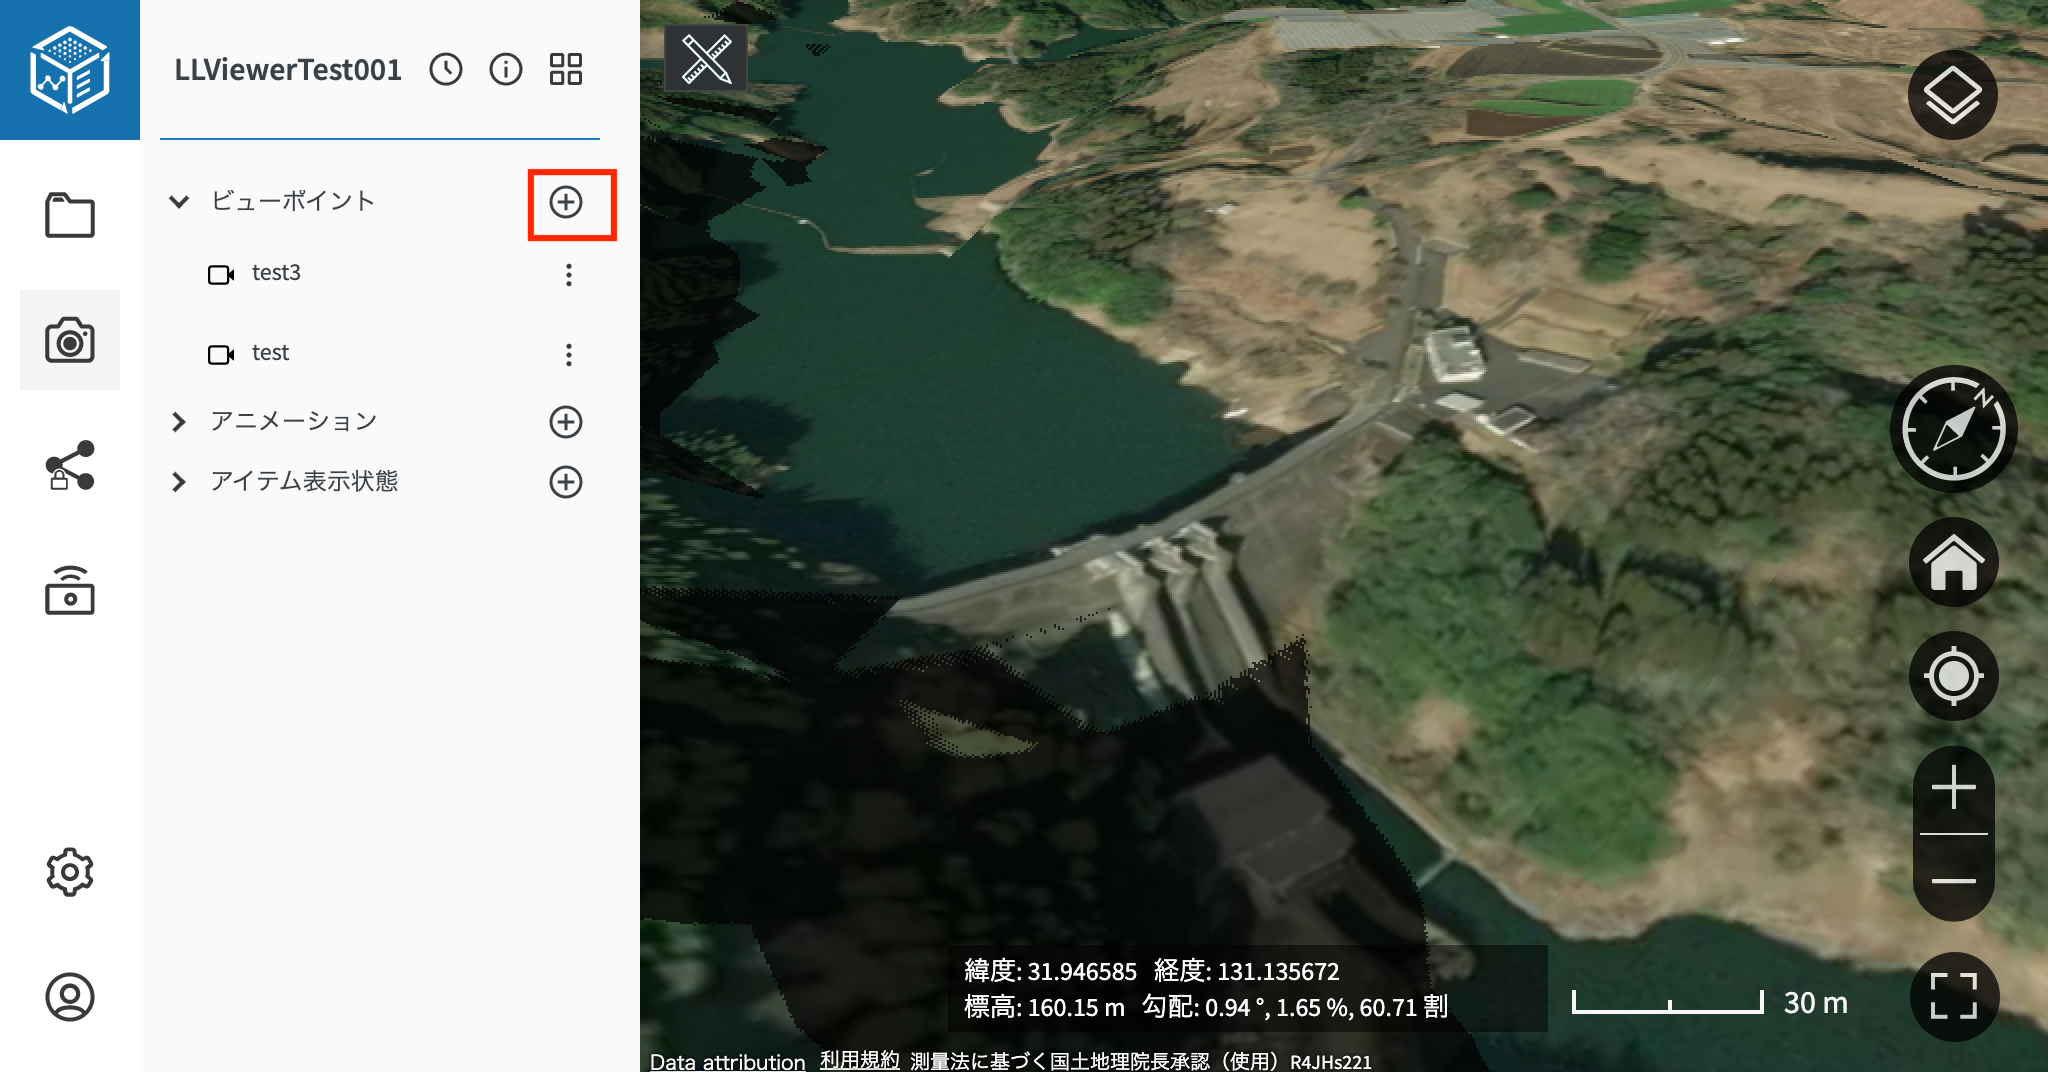 LLViewerTest001
ビューポイント
test3
test
アニメーション
アイテム表示状態
N
緯度: 31.946585 経度: 131.135672
標高: 160.15 m 勾配: 0.94 °, 1.65 %, 60.71 割
30 m
Data attribution 利用規約 測量法に基づく国土地理院長承認（使用）R4JHs221